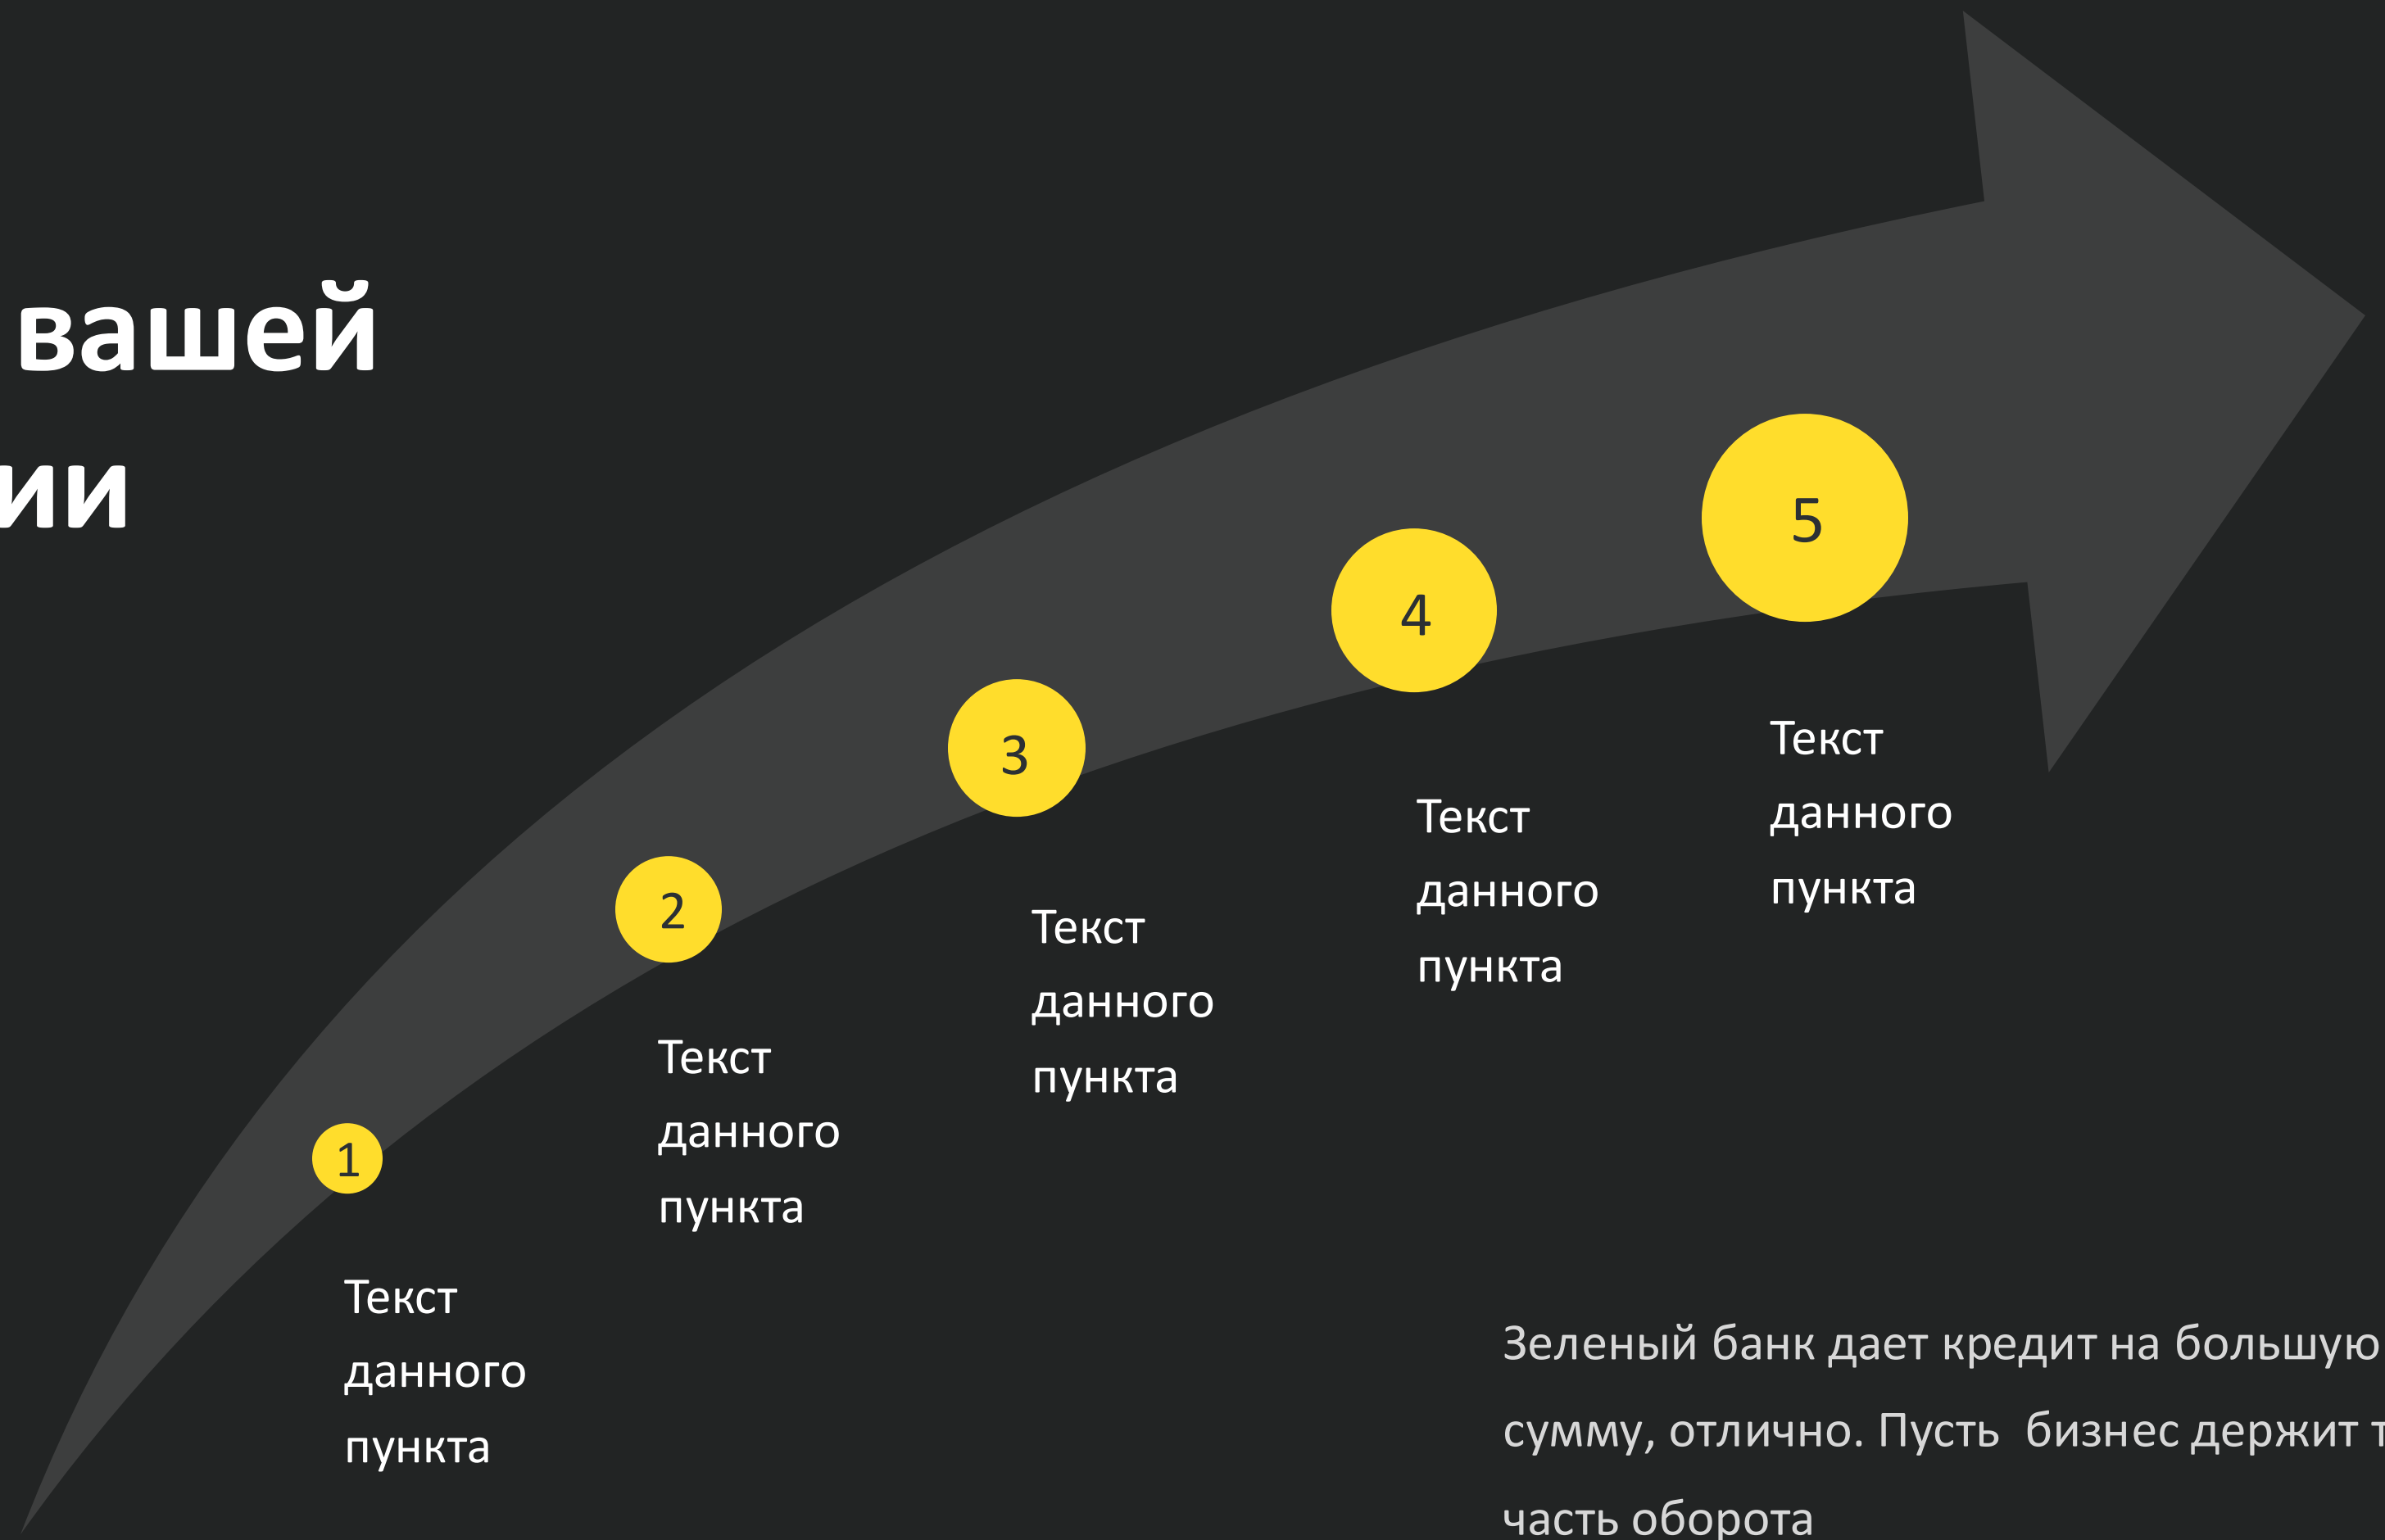 вашей
ии
5
4
3
2
1
Текст
данного
пункта
Текст
данного
пункта
Текст
данного
пункта
Текст
данного
пункта
Текст
данного
пункта
Зеленый банк дает кредит на большую
сумму, отлично. Пусть бизнес держит
часть оборота